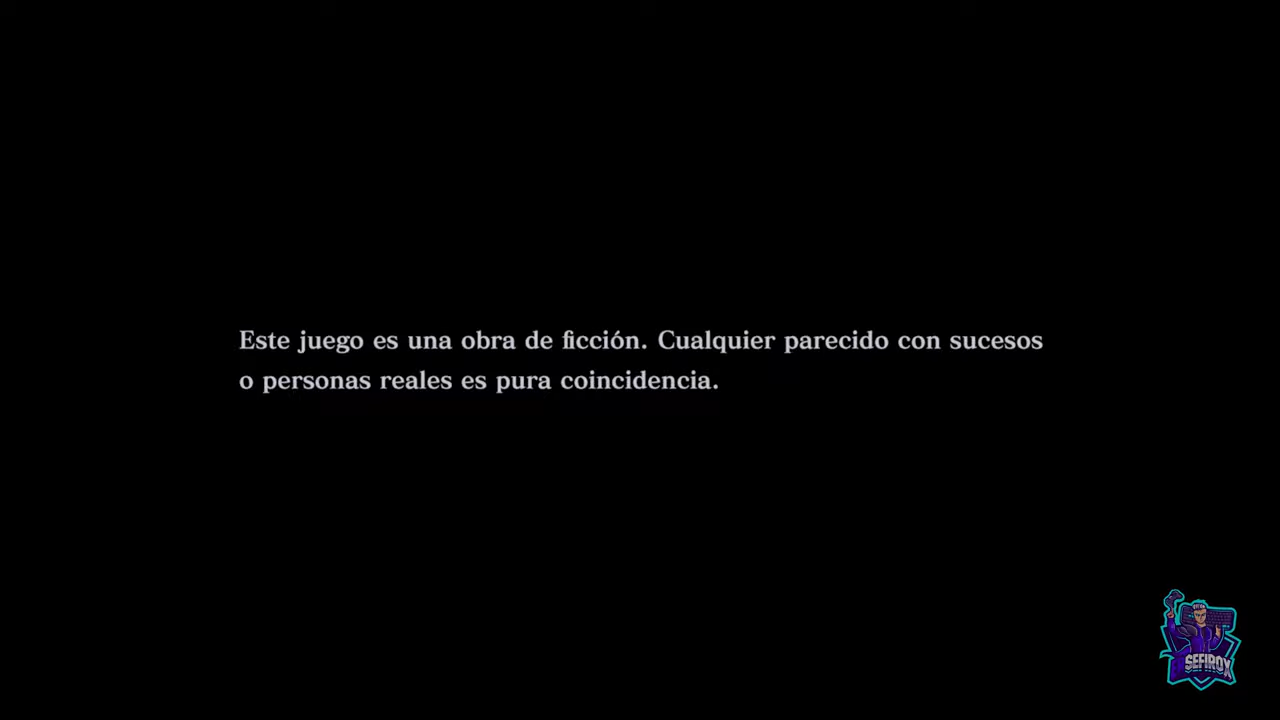 Este juego es una obra de ficción. Cualquier parecido con sucesos
o personas reales es pura coincidencia.
SEFIROX